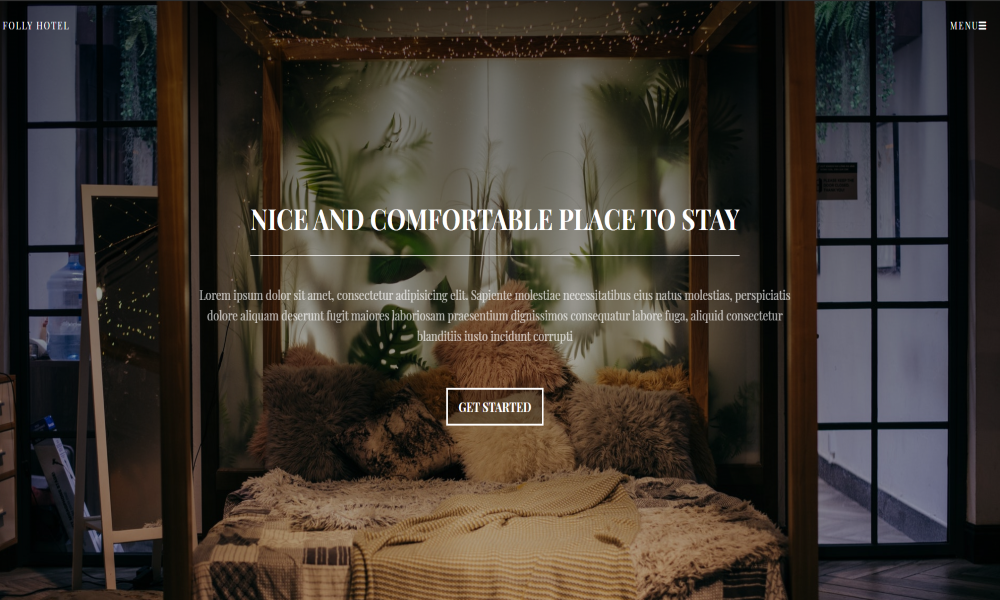 FOLLY HOTEL
MENU
NICE AND COMFORTABLE PLACE TO STAY
Lorem ipsum dolor sit amet, consectetur adipisicing elit. Sapiente molestiae necessitatibus eius natus molestias, perspiciatis
dolore aliquam deserunt fugit maiores laboriosam praesentium dignissimos consequatur labore fuga, aliquid consectetur
blanditiis iusto incidunt corrupti
GET STARTED